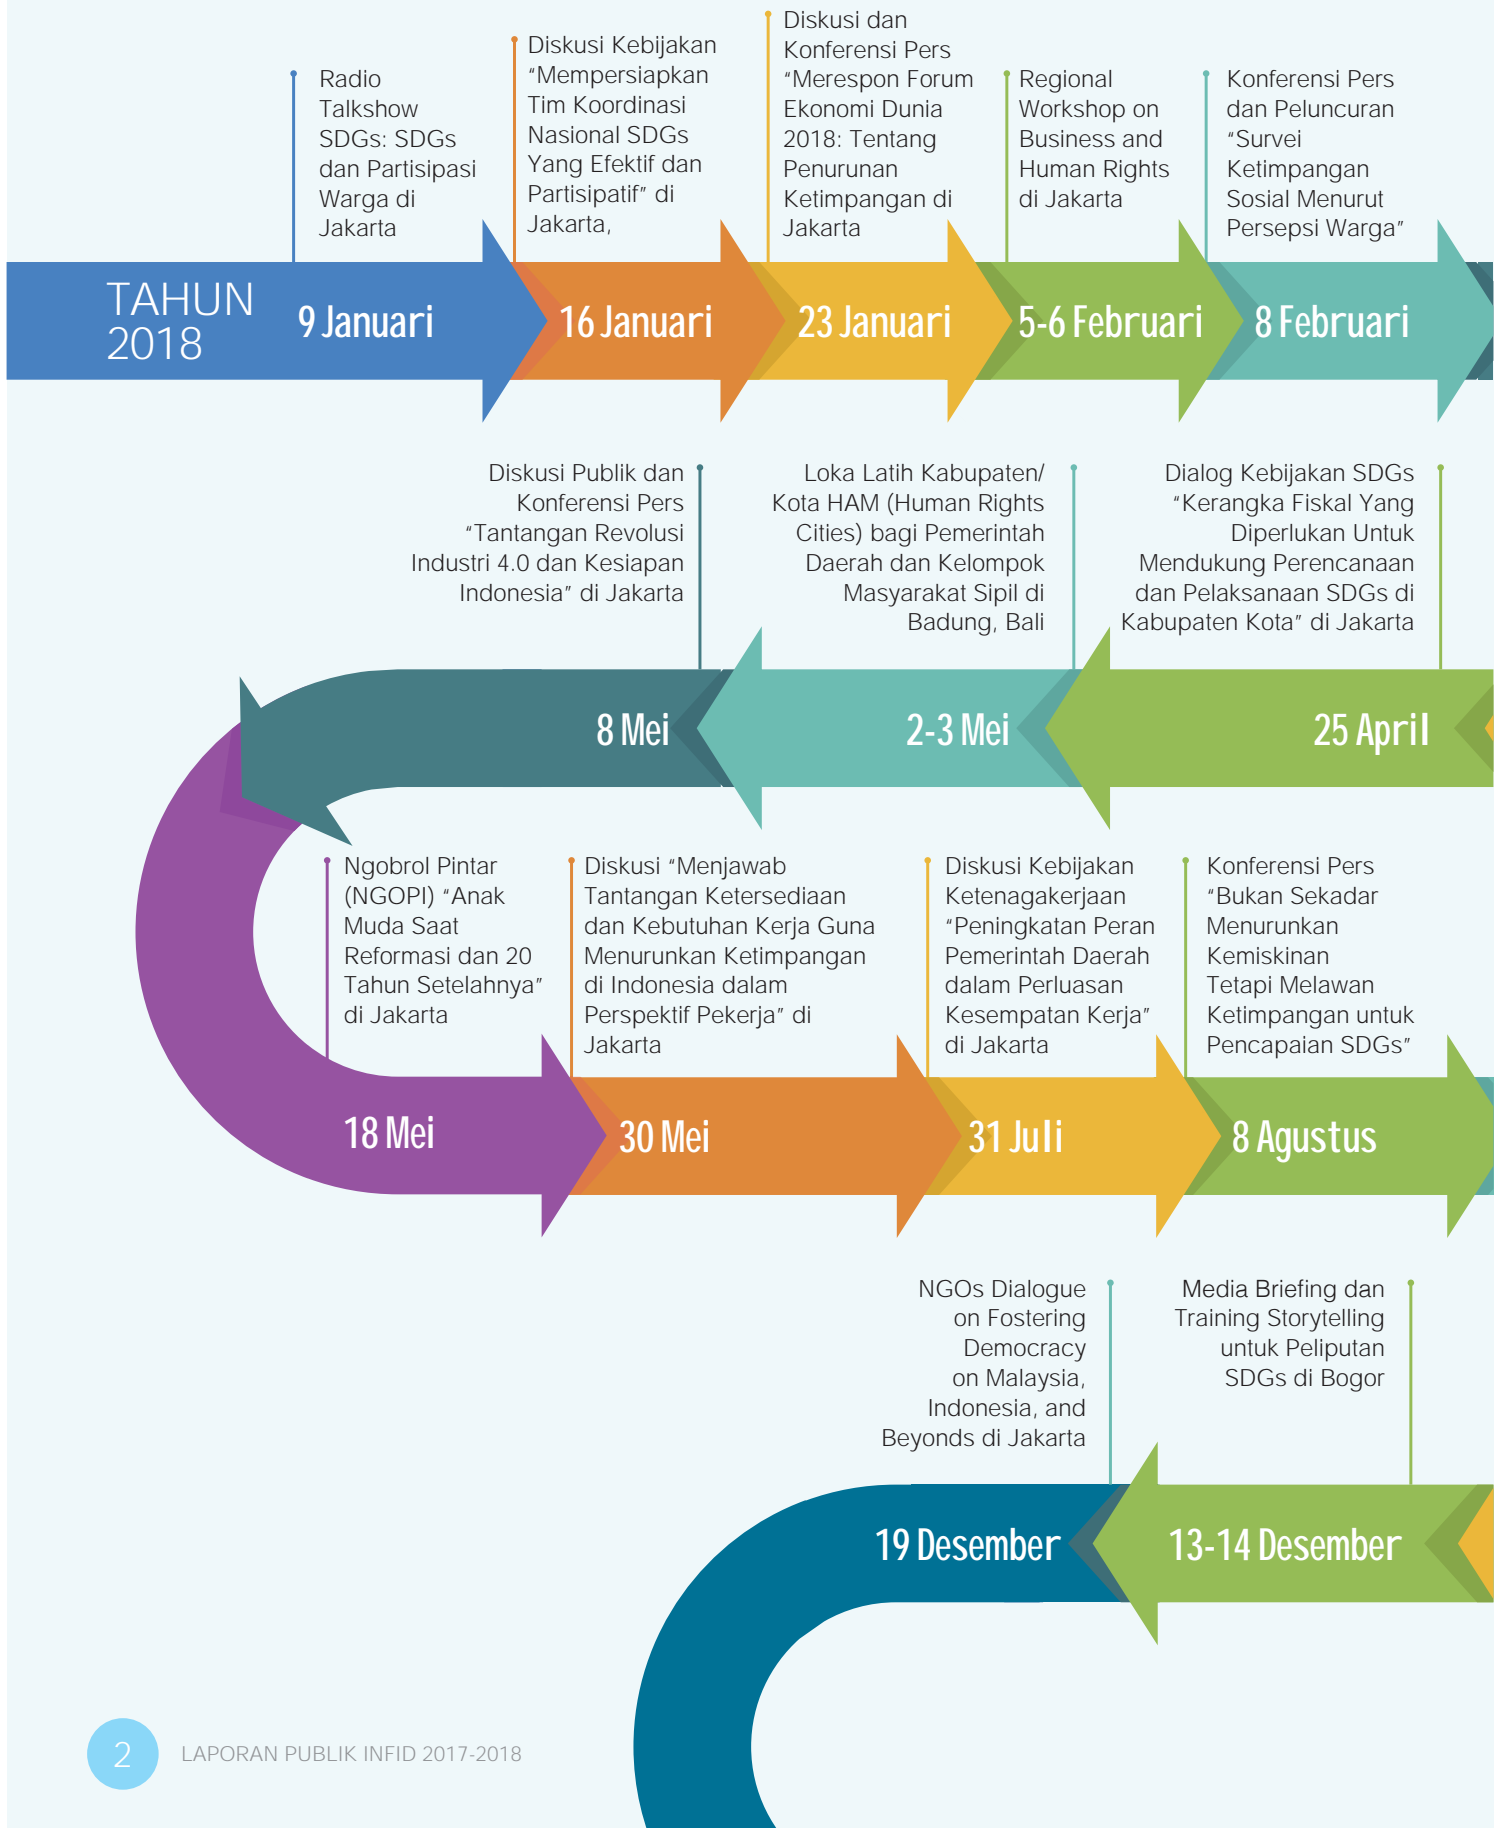 Radio
Talkshow
SDGs: SDGs
dan Partisipasi
Warga di
Jakarta
Diskusi Kebijakan
“Mempersiapkan
Tim Koordinasi
Nasional SDGs
Yang Efektif dan
Partisipatif” di
Jakarta,
Diskusi dan
Konferensi Pers
“Merespon Forum
Ekonomi Dunia
2018: Tentang
Penurunan
Ketimpangan di
Jakarta
Regional
Workshop on
Business and
Human Rights
di Jakarta
Konferensi Pers
dan Peluncuran
“Survei
Ketimpangan
Sosial Menurut
Persepsi Warga”
TAHUN
2018
9 Januari
16 Januari
23 Januari
5-6 Februari
8 Februari
Diskusi Publik dan
Konferensi Pers
“Tantangan Revolusi
Industri 4.0 dan Kesiapan
Indonesia” di Jakarta
Loka Latih Kabupaten/
Kota HAM (Human Rights
Cities) bagi Pemerintah
Daerah dan Kelompok
Masyarakat Sipil di
Badung, Bali
Dialog Kebijakan SDGs
“Kerangka Fiskal Yang
Diperlukan Untuk
Mendukung Perencanaan
dan Pelaksanaan SDGs di
Kabupaten Kota” di Jakarta
8 Mei
2-3 Mei
25 April
Ngobrol Pintar
(NGOPI) “Anak
Muda Saat
Reformasi dan 20
Tahun Setelahnya”
di Jakarta
Diskusi “Menjawab
Tantangan Ketersediaan
dan Kebutuhan Kerja Guna
Menurunkan Ketimpangan
di Indonesia dalam
Perspektif Pekerja” di
Jakarta
Diskusi Kebijakan
Ketenagakerjaan
“Peningkatan Peran
Pemerintah Daerah
dalam Perluasan
Kesempatan Kerja”
di Jakarta
Konferensi Pers
“Bukan Sekadar
Menurunkan
Kemiskinan
Tetapi Melawan
Ketimpangan untuk
Pencapaian SDGs”
18 Mei
30 Mei
31 Juli
8 Agustus
NGOs Dialogue
on Fostering
Democracy
on Malaysia,
Indonesia, and
Beyonds di Jakarta
Media Briefing dan
Training Storytelling
untuk Peliputan
SDGs di Bogor
19 Desember
13-14 Desember
2
LAPORAN PUBLIK INFID 2017-2018